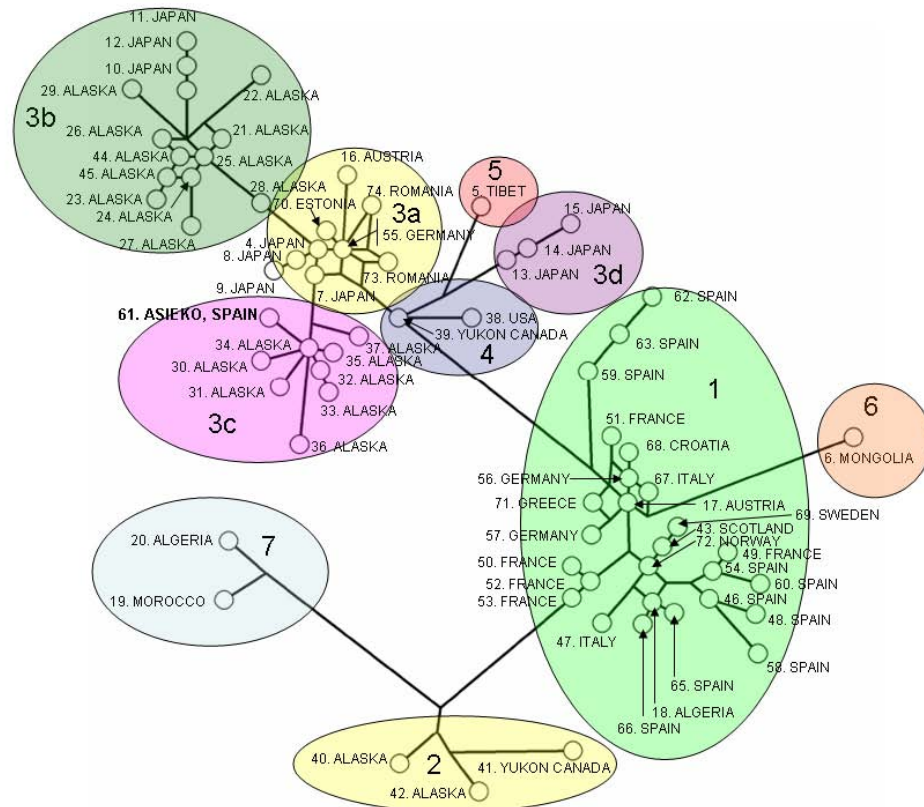 11. JAPAN
12. JAPAN
10. JAPAN
29. ALASKA
22. ALASKA
3b
26. ALASKA
21. ALASKA
44. ALASKA
25. ALASKA
45. ALASKA
23. ALASKA
24. ALASKA
27. ALASKA
28. ALASKA
16. AUSTRIA
74. ROMANIA
70. ESTONIA
3a
55. GERMANY
4. JAPAN
8. JAPAN
9. JAPAN
7. JAPAN
73. ROMANIA
5
5. TIBET
15. JAPAN
14. JAPAN
13. JAPAN
3d
38. USA
39. YUKON CANADA
4
61. ASIEKO, SPAIN
34. ALASKA
37. ALASKA
35. ALASKA
30. ALASKA
32. ALASKA
31. ALASKA
33. ALASKA
3c
36. ALASKA
62. SPAIN
63. SPAIN
59. SPAIN
1
51. FRANCE
68. CROATIA
56. GERMANY
67. ITALY
71. GREECE
17. AUSTRIA
57. GERMANY
69. SWEDEN
43. SCOTLAND
72. NORWAY
50. FRANCE
49. FRANCE
54. SPAIN
52. FRANCE
60. SPAIN
53. FRANCE
46. SPAIN
48. SPAIN
47. ITALY
58. SPAIN
65. SPAIN
18. ALGERIA
66. SPAIN
6
6. MONGOLIA
20. ALGERIA
7
19. MOROCCO
40. ALASKA
2
41. YUKON CANADA
42. ALASKA